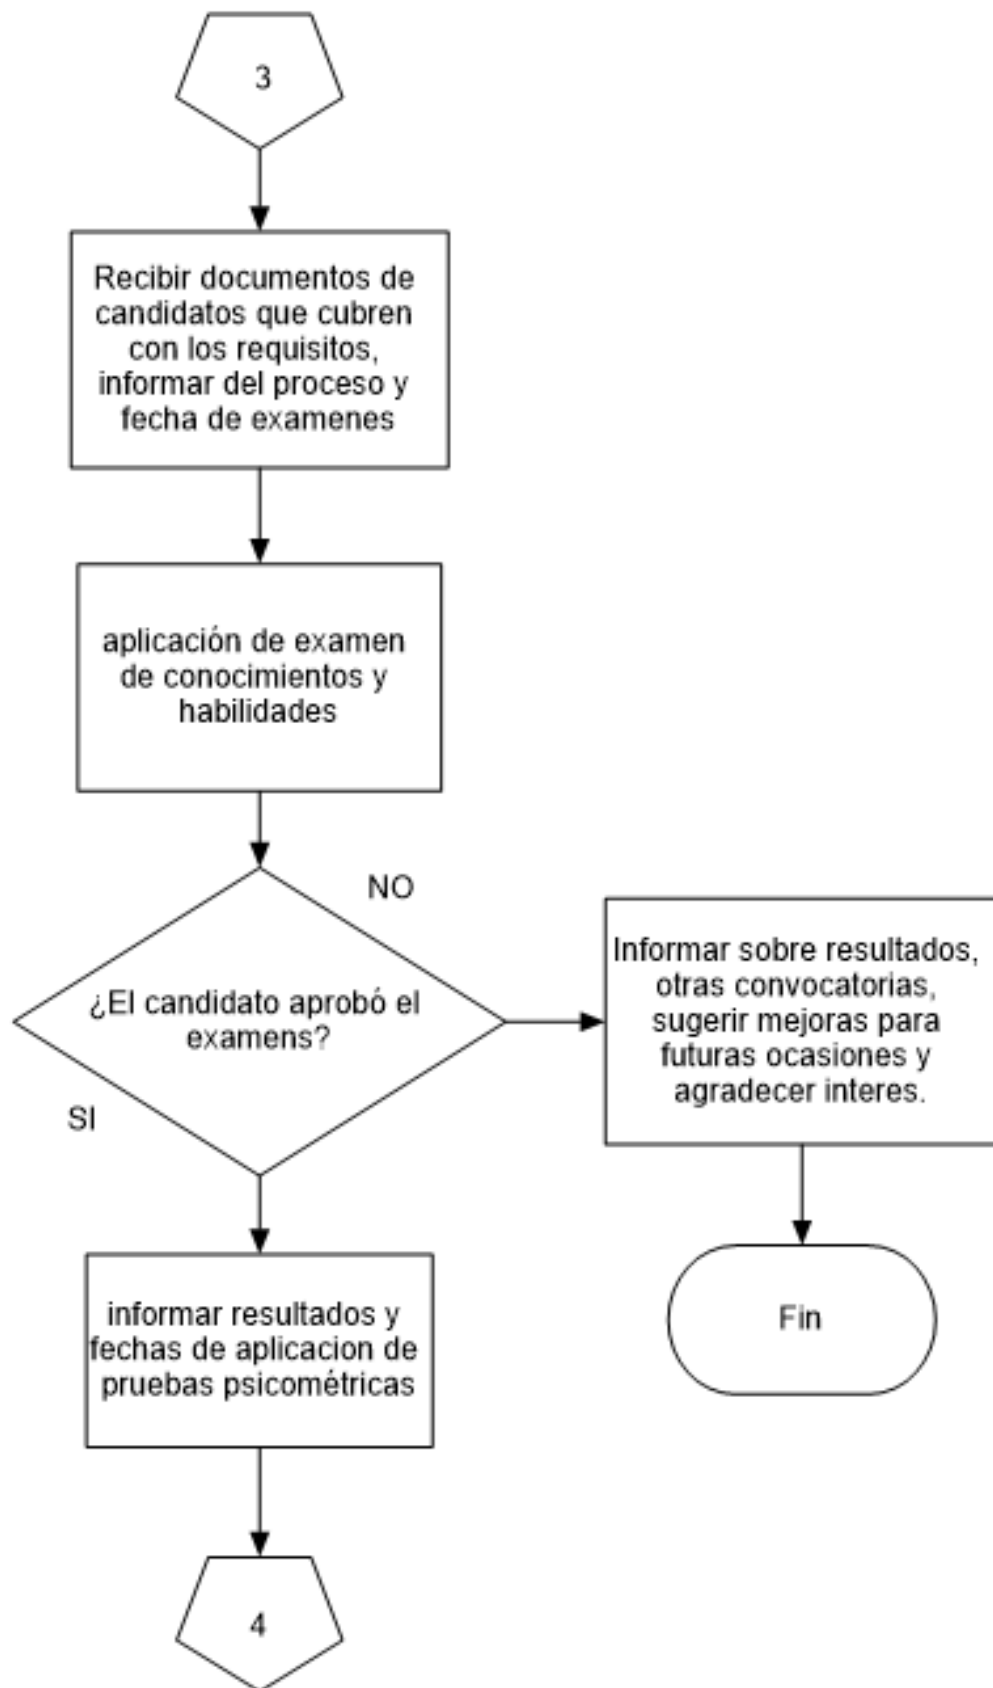 3
Recibir documentos de
candidatos que cubren
con los requisitos,
informar del proceso y
fecha de examenes
aplicación de examen
de conocimientos y
habilidades
NO
¿El candidato aprobó el
examens?
SI
Informar sobre resultados,
otras convocatorias,
sugerir mejoras para
futuras ocasiones y
agradecer interes.
informar resultados y
fechas de aplicacion de
pruebas psicométricas
Fin
4